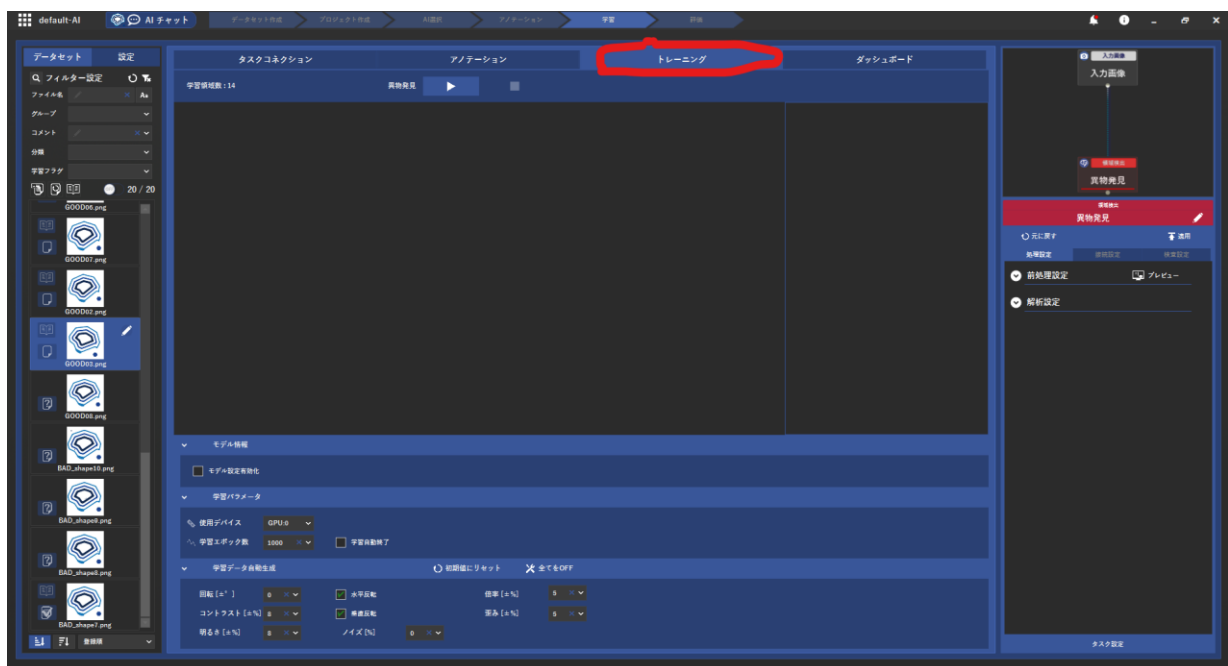 default-AI
AI チャット
データセット作成
プロジェクト作成
AI選択
アノテーション
学習
評価
データセット
設定
フィルター設定
ファイル名
Aa
グループ
コメント
分類
学習フラグ
20 / 20
GOOD06.png
GOOD07.png
GOOD02.png
GOOD03.png
GOOD08.png
BAD_shape10.png
BAD_shape9.png
BAD_shape8.png
BAD_shape7.png
登録順
タスクコネクション
アノテーション
トレーニング
ダッシュボード
学習領域数:14
異物発見
モデル情報
モデル設定有効化
学習パラメータ
使用デバイス
GPU:0
学習エポック数
1000
学習自動終了
学習データ自動生成
初期値にリセット
全てをOFF
回転[±°]
0
水平反転
倍率[±%]
5
コントラスト[±%]
垂直反転
歪み[±%]
5
明るさ[±%]
ノイズ[%]
0
入力画像
入力画像
領域検出
異物発見
領域検出
異物発見
元に戻す
適用
処理設定
接続設定
検査設定
前処理設定
プレビュー
解析設定
タスク設定